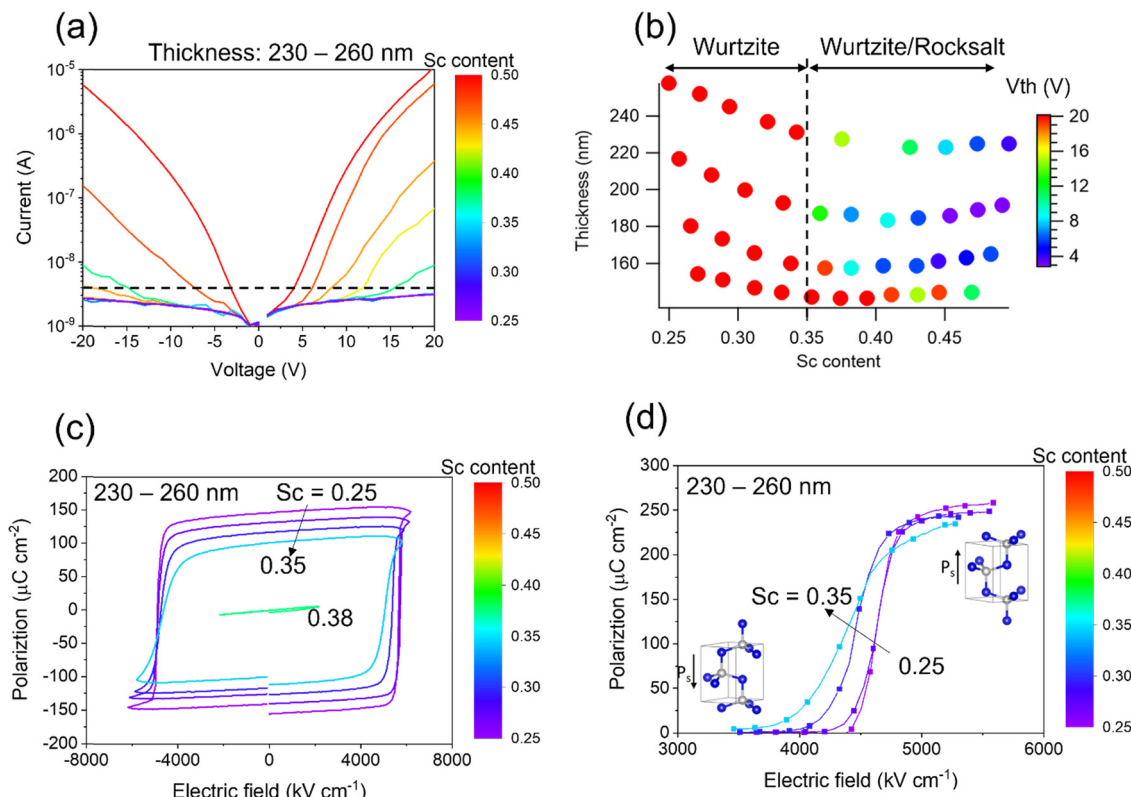 (a)
Thickness: 230 – 260 nm
Sc content
10⁻⁵
10⁻⁶
10⁻⁷
10⁻⁸
10⁻⁹
Current (A)
-20 -15 -10 -5 0 5 10 15 20
Voltage (V)
0.50
0.45
0.40
0.35
0.30
0.25
(b)
Wurtzite Wurtzite/Rocksalt
Vth (V)
240
220
200
180
160
Thickness (nm)
0.25 0.30 0.35 0.40 0.45
Sc content
20
16
12
8
4
(c)
Sc content
230 – 260 nm Sc = 0.25
0.35
0.38
200
150
100
50
0
-50
-100
-150
-200
Polariztion (μC cm⁻²)
-8000 -4000 0 4000 8000
Electric field (kV cm⁻¹)
0.50
0.45
0.40
0.35
0.30
0.25
(d)
Sc content
230 – 260 nm
Sc = 0.35
0.25
Pₛ
Pₛ
300
250
200
150
100
50
0
Polariztion (μC cm⁻²)
3000 4000 5000 6000
Electric field (kV cm⁻¹)
0.50
0.45
0.40
0.35
0.30
0.25